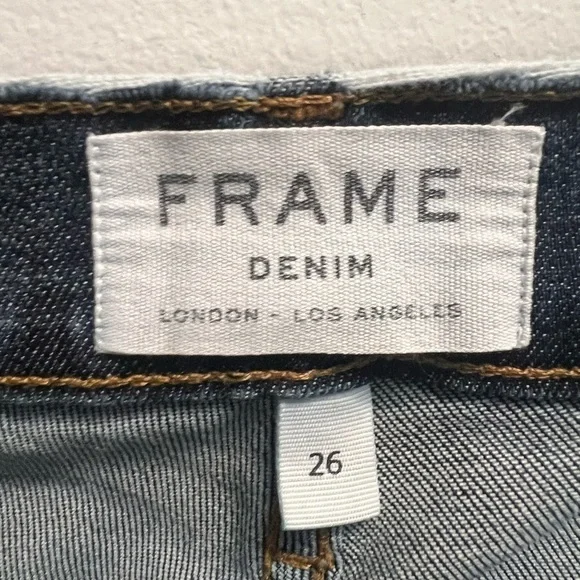 FRAME
DENIM
LONDON - LOS ANGELES
26